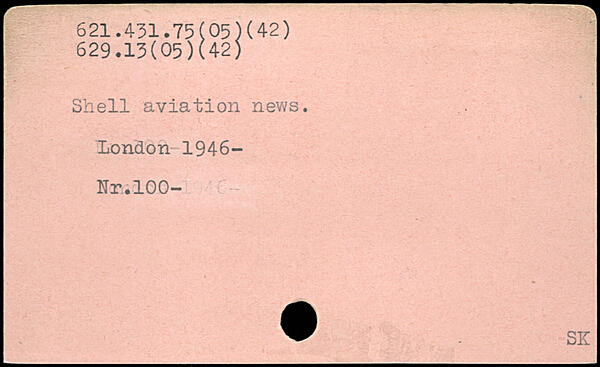 621.431.75(05)(42)
629.13(05)(42)
Shell aviation news.
London 1946-
Nr.100-
SK